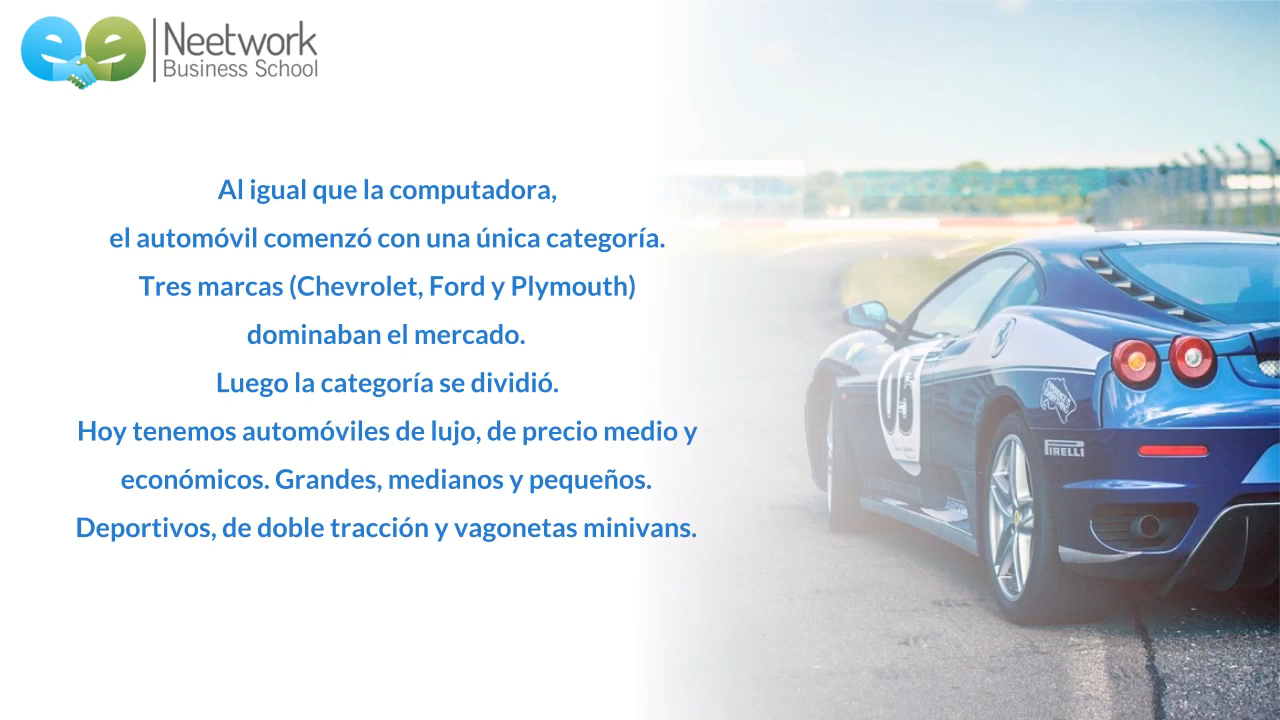 Neetwork
Business School
Al igual que la computadora,
el automóvil comenzó con una única categoría.
Tres marcas (Chevrolet, Ford y Plymouth)
dominaban el mercado.
Luego la categoría se dividió.
Hoy tenemos automóviles de lujo, de precio medio y
económicos. Grandes, medianos y pequeños.
Deportivos, de doble tracción y vagonetas minivans.
05
PIRELLI